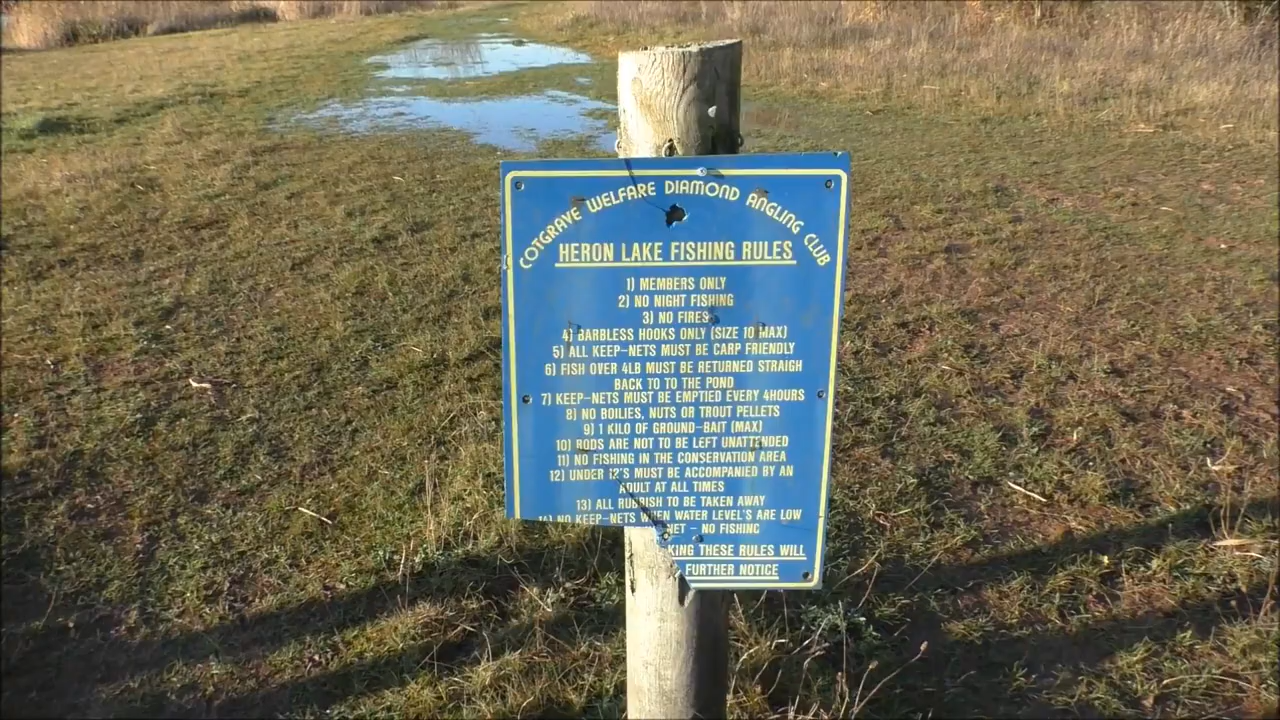 COTGRAVE WELFARE DIAMOND ANGLING CLUB
HERON LAKE FISHING RULES
1) MEMBERS ONLY
2) NO NIGHT FISHING
3) NO FIRES
4) BARBLESS HOOKS ONLY (SIZE 10 MAX)
5) ALL KEEP-NETS MUST BE CARP FRIENDLY
6) FISH OVER 4LB MUST BE RETURNED STRAIGH
BACK TO TO THE POND
7) KEEP-NETS MUST BE EMPTIED EVERY 4HOURS
8) NO BOILIES, NUTS OR TROUT PELLETS
9) 1 KILO OF GROUND-BAIT (MAX)
10) RODS ARE NOT TO BE LEFT UNATTENDED
11) NO FISHING IN THE CONSERVATION AREA
12) UNDER 12'S MUST BE ACCOMPANIED BY AN
ADULT AT ALL TIMES
13) ALL RUBBISH TO BE TAKEN AWAY
14) NO KEEP-NETS WHEN WATER LEVEL'S ARE LOW
NET - NO FISHING
KING THESE RULES WILL
FURTHER NOTICE